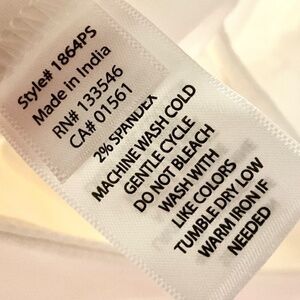 Style# 1864PS
Made in India
RN# 133546
CA# 01561
2% SPANDEX
MACHINE WASH COLD
GENTLE CYCLE
DO NOT BLEACH
WASH WITH
LIKE COLORS
TUMBLE DRY LOW
WARM IRON IF
NEEDED